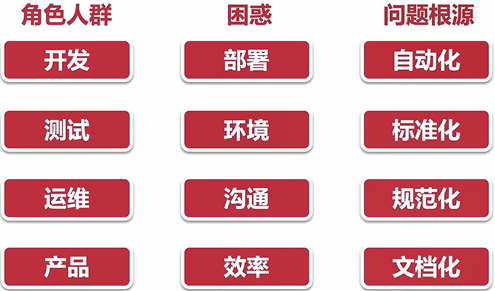 角色人群 困惑 问题根源
开发 部署 自动化
测试 环境 标准化
运维 沟通 规范化
产品 效率 文档化